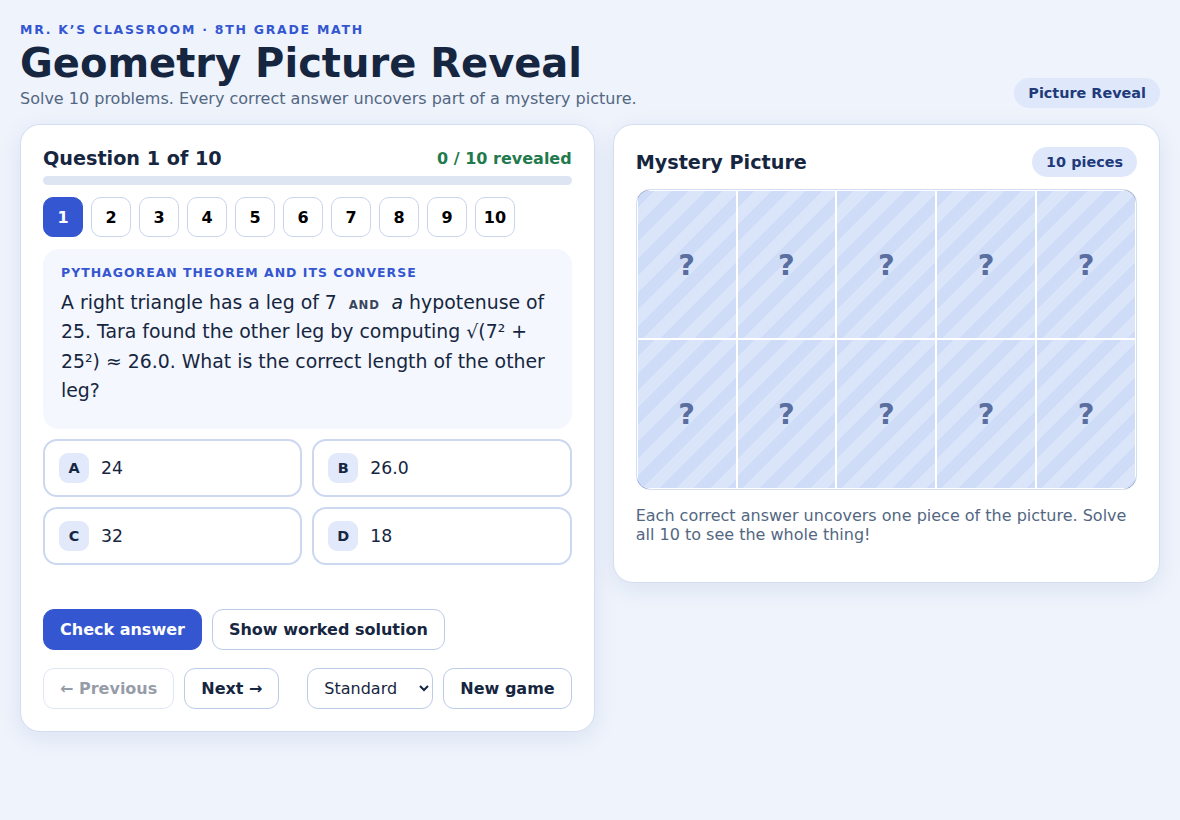 MR. K’S CLASSROOM · 8TH GRADE MATH
Geometry Picture Reveal
Solve 10 problems. Every correct answer uncovers part of a mystery picture.
Picture Reveal
Question 1 of 10
0 / 10 revealed
1 2 3 4 5 6 7 8 9 10
PYTHAGOREAN THEOREM AND ITS CONVERSE
A right triangle has a leg of 7 AND a hypotenuse of
25. Tara found the other leg by computing √(7² +
25²) ≈ 26.0. What is the correct length of the other
leg?
A 24
B 26.0
C 32
D 18
Check answer
Show worked solution
← Previous
Next →
Standard
New game
Mystery Picture
10 pieces
? ? ? ? ?
? ? ? ? ?
Each correct answer uncovers one piece of the picture. Solve
all 10 to see the whole thing!